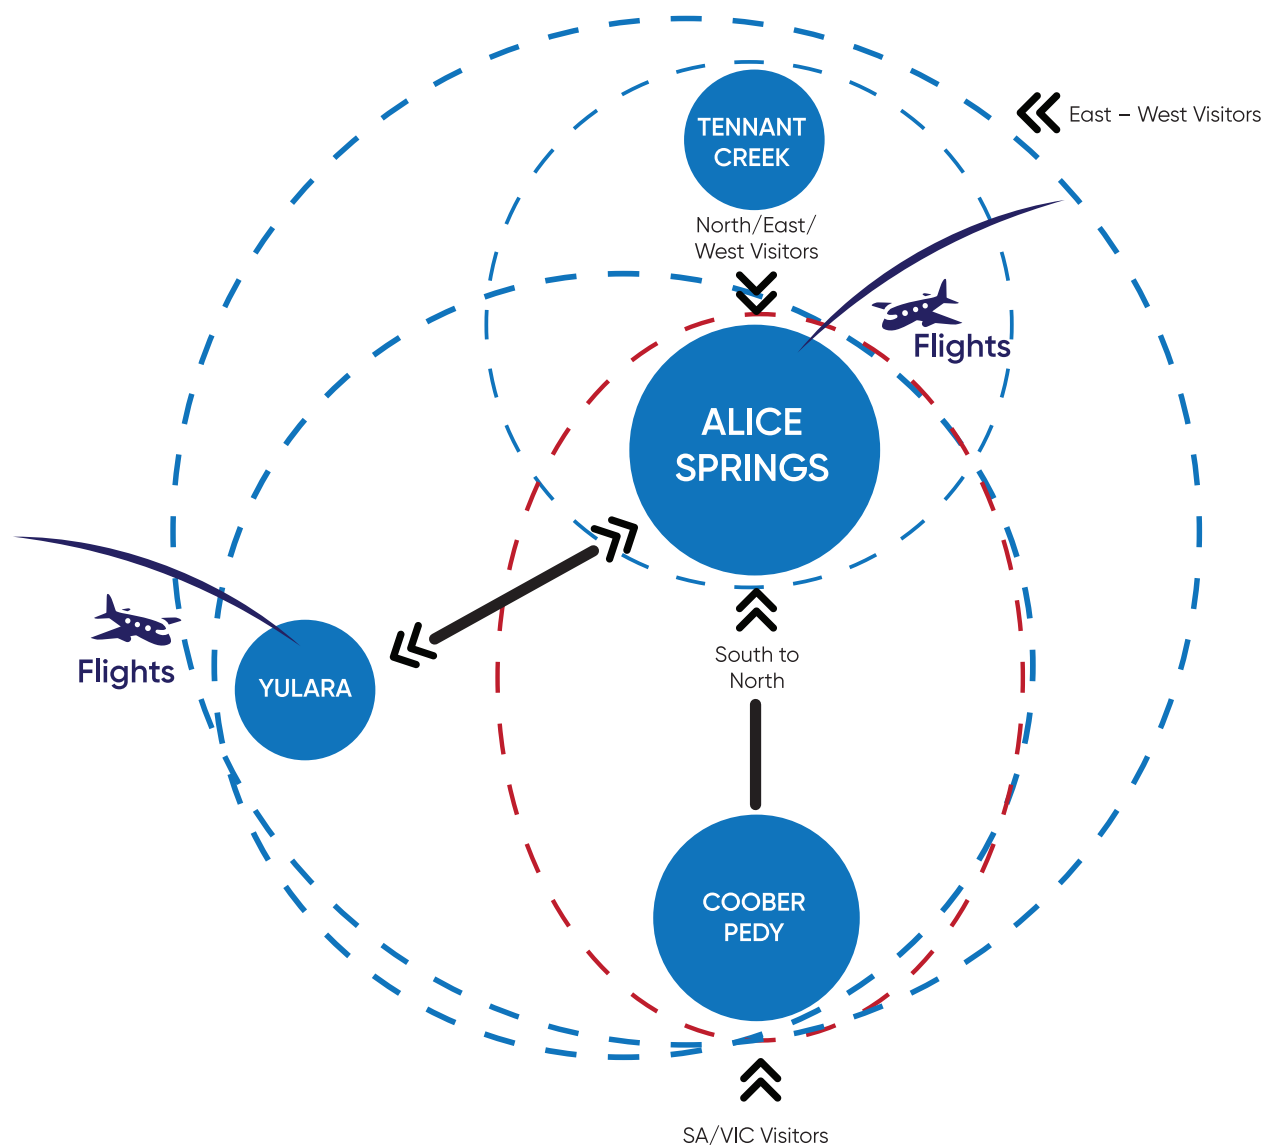 East – West Visitors
TENNANT
CREEK
North/East/
West Visitors
Flights
ALICE
SPRINGS
Flights
YULARA
South to
North
COOBER
PEDY
SA/VIC Visitors